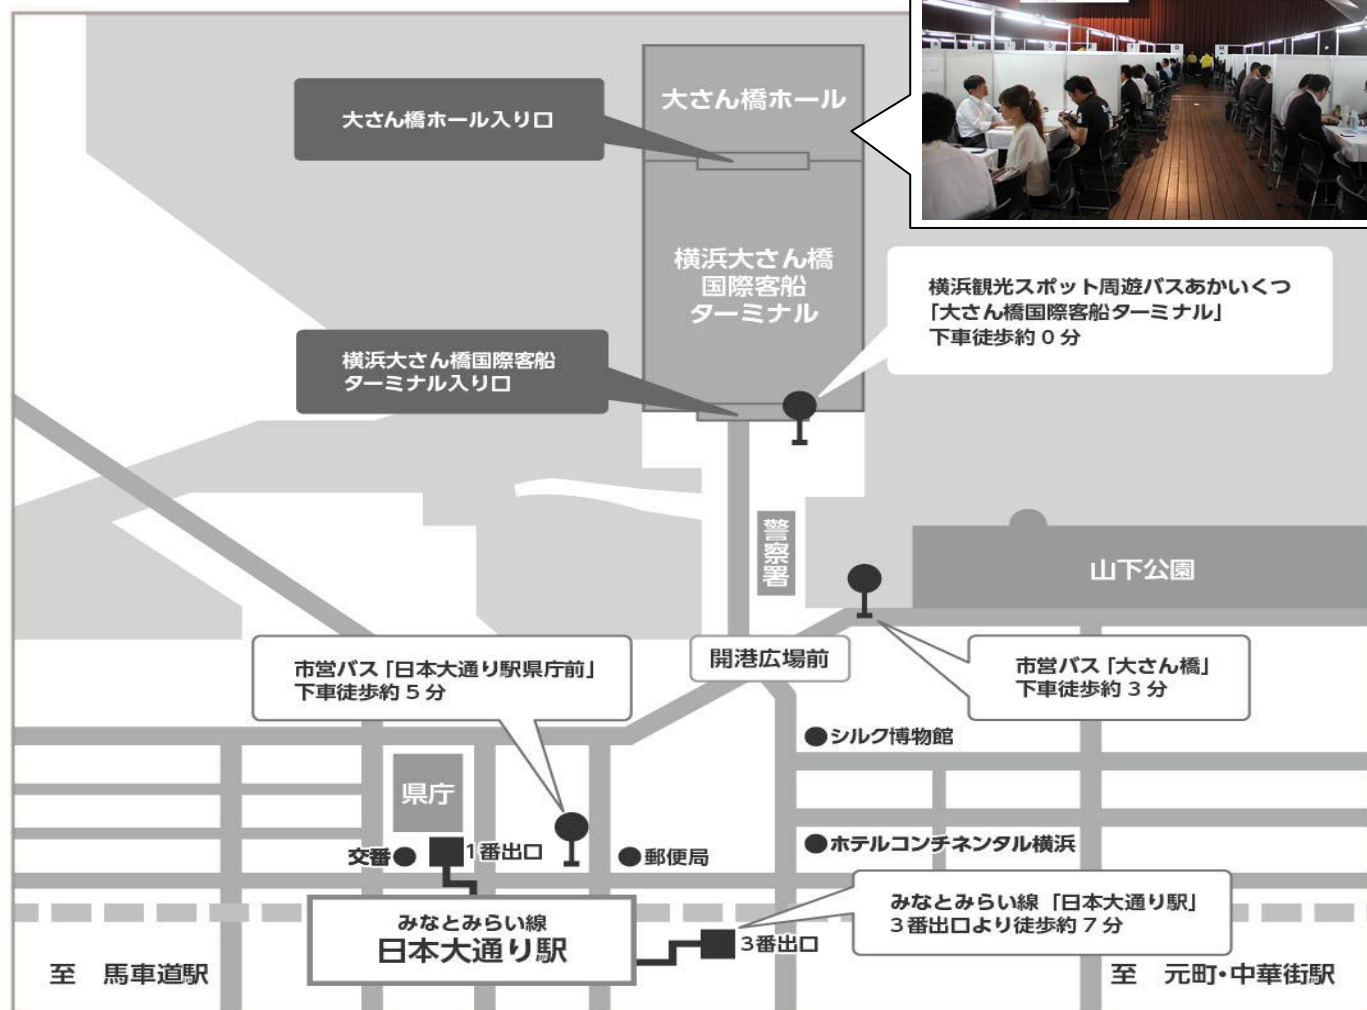 大さん橋ホール
大さん橋ホール入り口
横浜大さん橋
国際客船
ターミナル
横浜観光スポット周遊バスあかいくつ
「大さん橋国際客船ターミナル」
下車徒歩約0分
横浜大さん橋国際客船
ターミナル入り口
警察署
山下公園
開港広場前
市営バス「日本大通り駅県庁前」
下車徒歩約5分
市営バス「大さん橋」
下車徒歩約3分
シルク博物館
県庁
交番
1番出口
郵便局
ホテルコンチネンタル横浜
みなとみらい線
日本大通り駅
みなとみらい線「日本大通り駅」
3番出口より徒歩約7分
3番出口
至 馬車道駅
至 元町・中華街駅